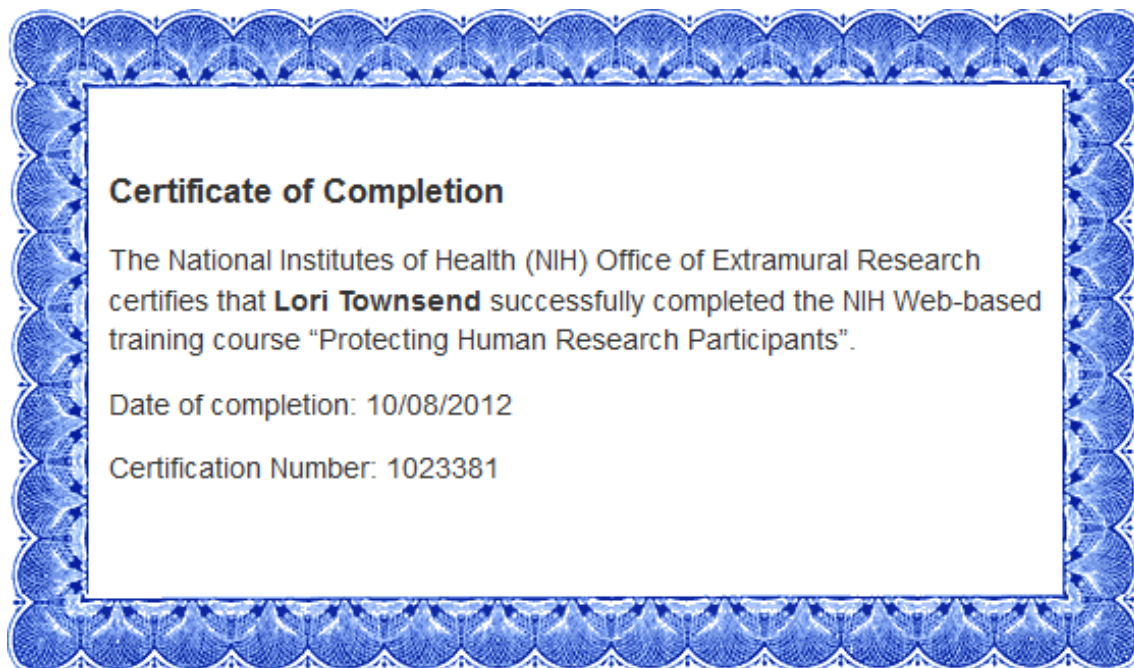 Certificate of Completion
The National Institutes of Health (NIH) Office of Extramural Research
certifies that Lori Townsend successfully completed the NIH Web-based
training course “Protecting Human Research Participants”.
Date of completion: 10/08/2012
Certification Number: 1023381